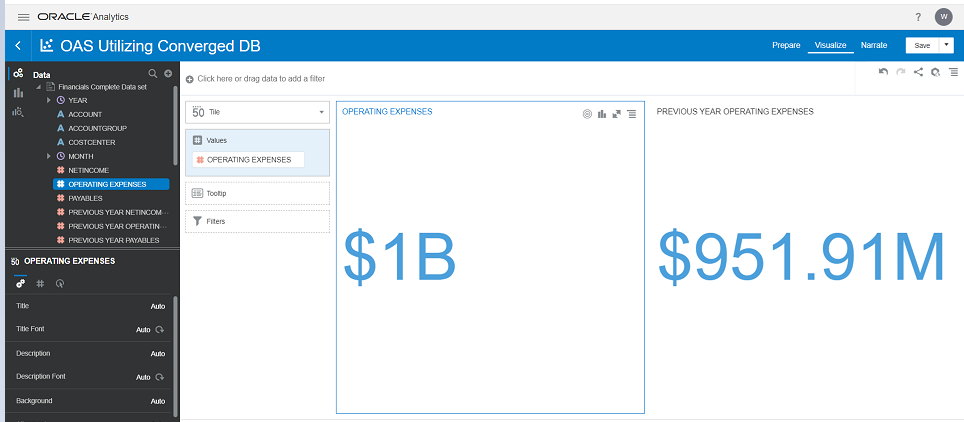 ORACLE Analytics
?
W
OAS Utilizing Converged DB
Prepare
Visualize
Narrate
Save
Data
Financials Complete Data set
YEAR
A ACCOUNT
A ACCOUNTGROUP
A COSTCENTER
MONTH
# NETINCOME
# OPERATING EXPENSES
# PAYABLES
# PREVIOUS YEAR NETINCOM...
# PREVIOUS YEAR OPERATIN...
# PREVIOUS YEAR PAYABLES
50 OPERATING EXPENSES
#
Title Auto
Title Font Auto
Description Auto
Description Font Auto
Background Auto
Click here or drag data to add a filter
50 Tile
# Values
# OPERATING EXPENSES
Tooltip
Filters
OPERATING EXPENSES
$1B
PREVIOUS YEAR OPERATING EXPENSES
$951.91M